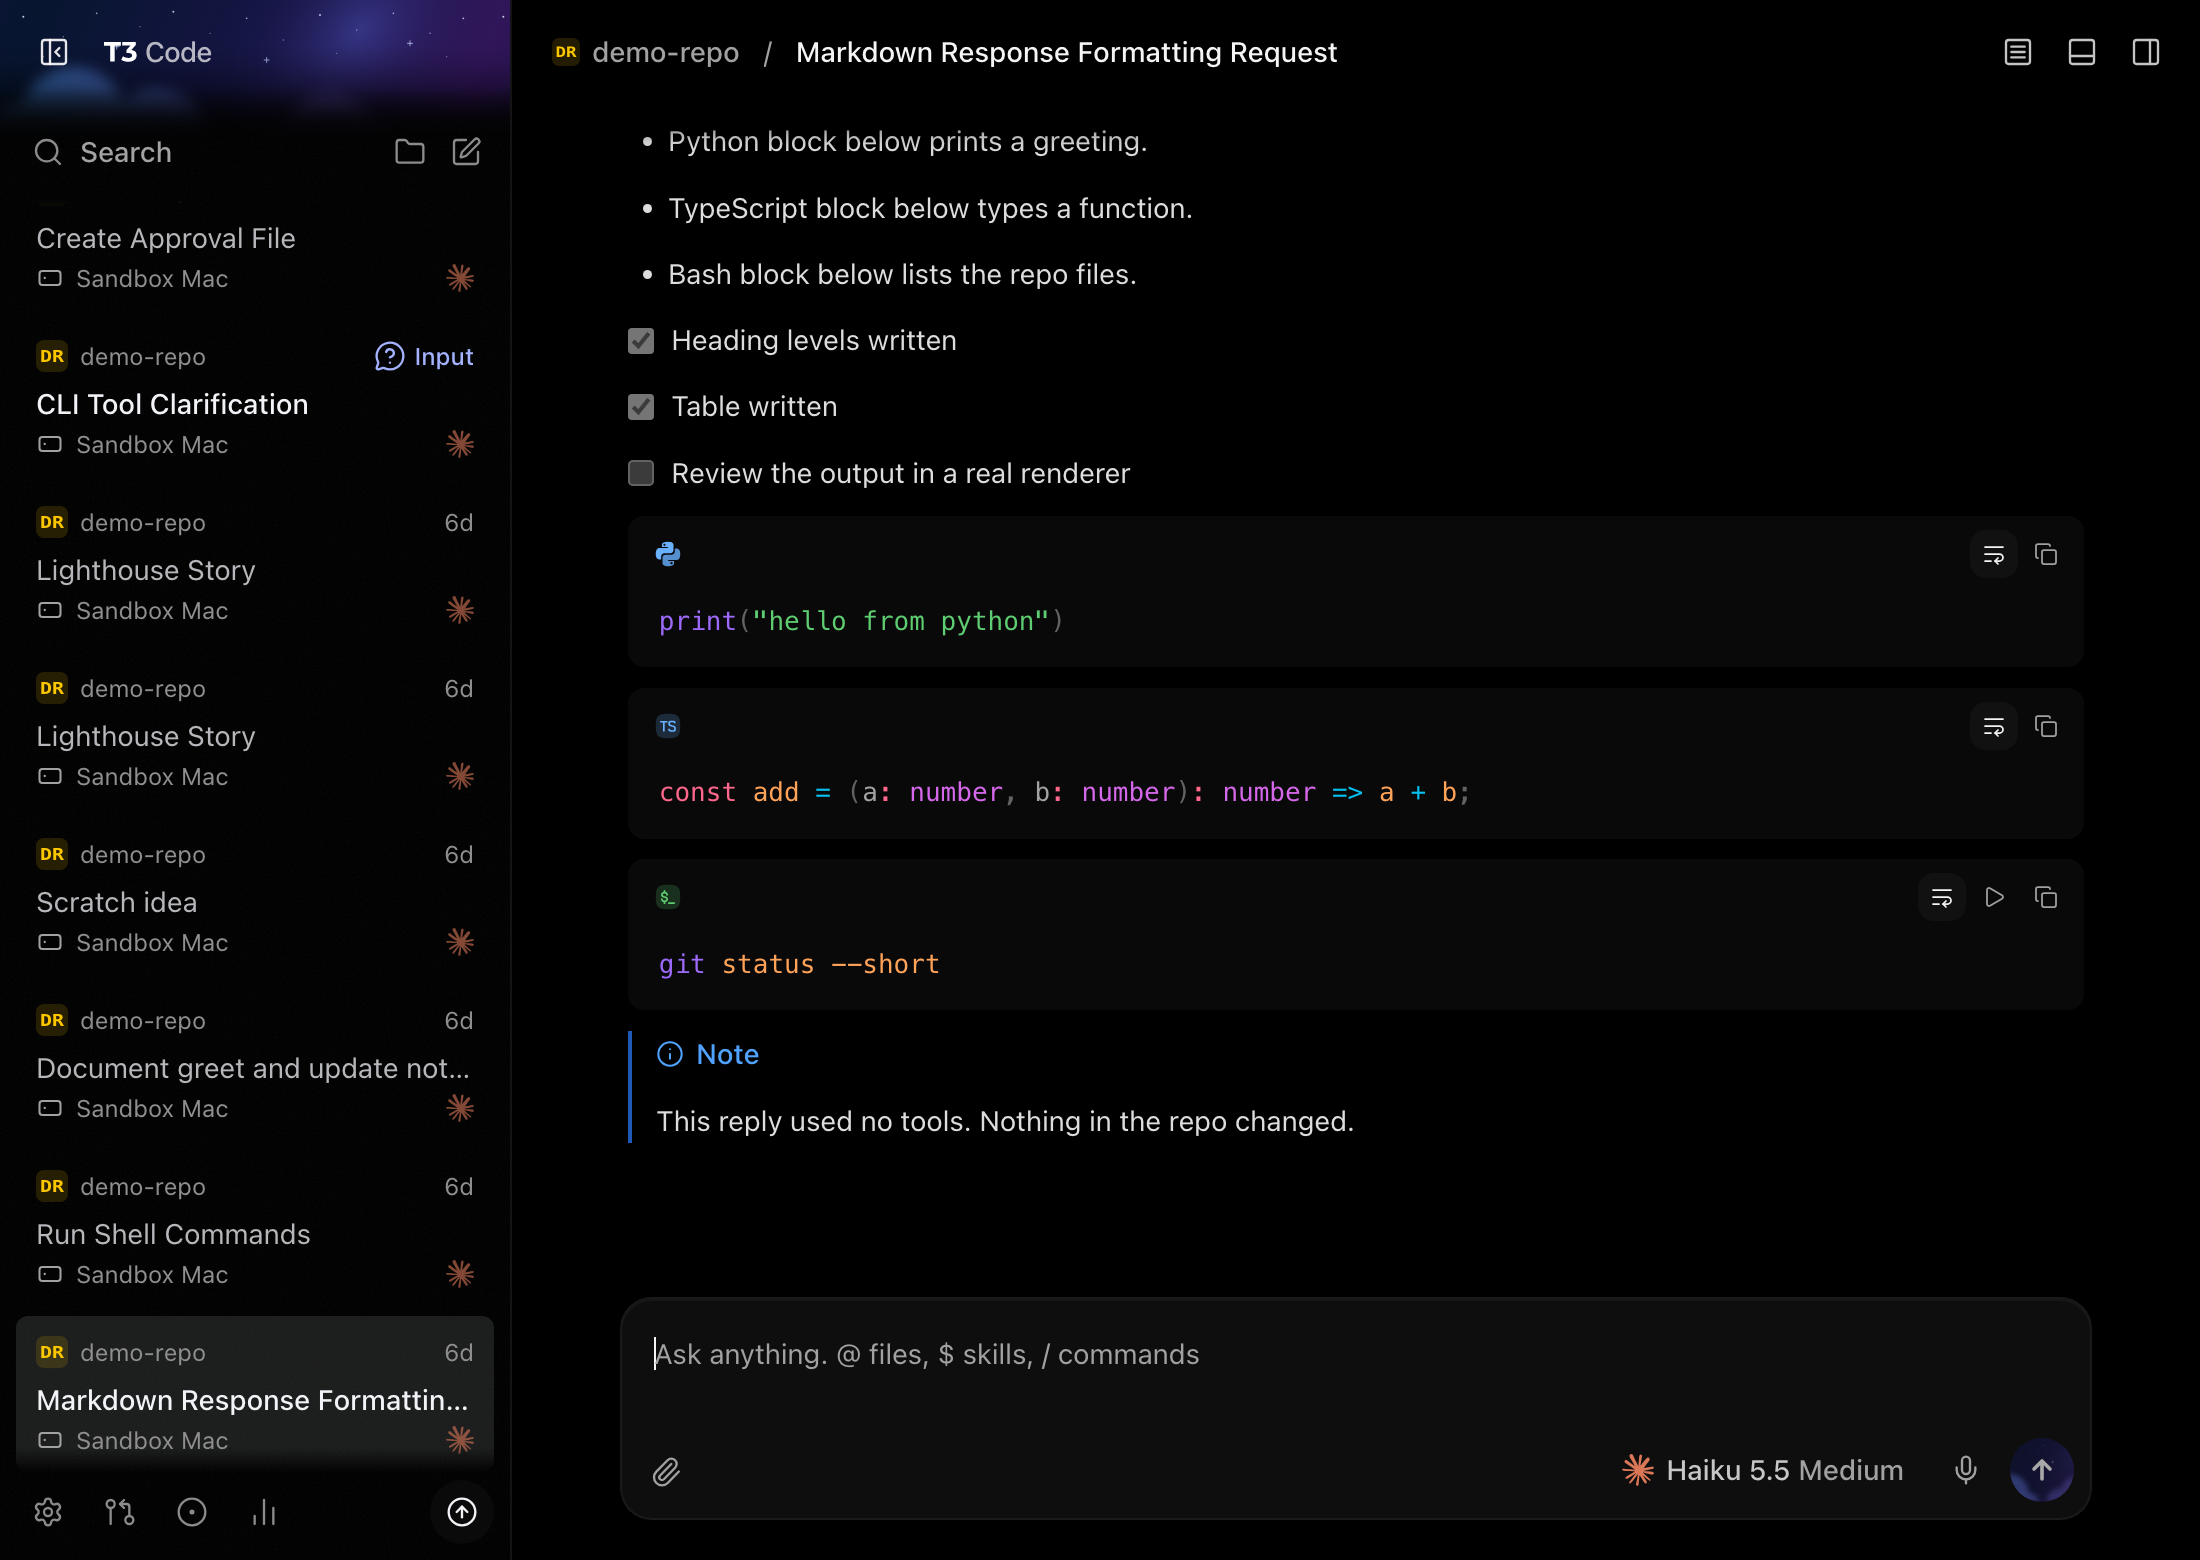 T3 Code
Search
Create Approval File
Sandbox Mac
DR demo-repo Input
CLI Tool Clarification
Sandbox Mac
DR demo-repo 6d
Lighthouse Story
Sandbox Mac
DR demo-repo 6d
Lighthouse Story
Sandbox Mac
DR demo-repo 6d
Scratch idea
Sandbox Mac
DR demo-repo 6d
Document greet and update not...
Sandbox Mac
DR demo-repo 6d
Run Shell Commands
Sandbox Mac
DR demo-repo 6d
Markdown Response Formattin...
Sandbox Mac
DR demo-repo / Markdown Response Formatting Request
• Python block below prints a greeting.
• TypeScript block below types a function.
• Bash block below lists the repo files.
Heading levels written
Table written
Review the output in a real renderer
print("hello from python")
TS
const add = (a: number, b: number): number => a + b;
$_
git status --short
Note
This reply used no tools. Nothing in the repo changed.
Ask anything. @ files, $ skills, / commands
Haiku 5.5 Medium